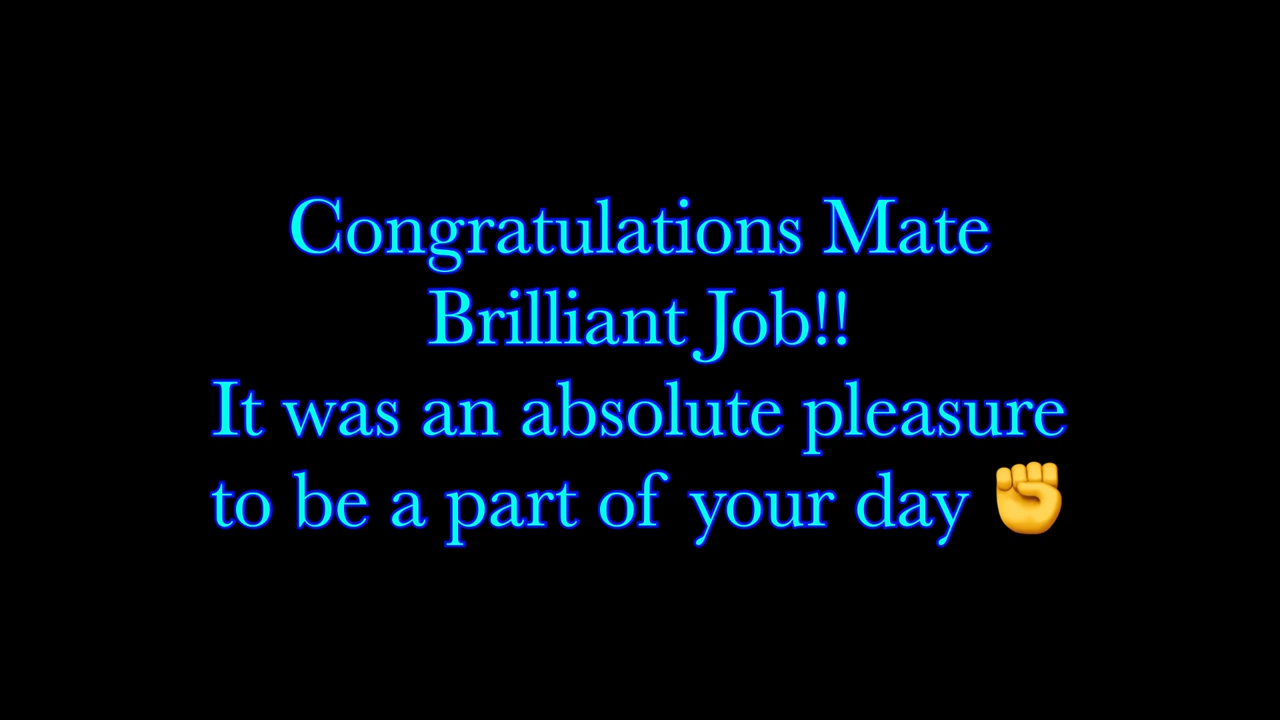 Congratulations Mate
Brilliant Job!!
It was an absolute pleasure
to be a part of your day ✊